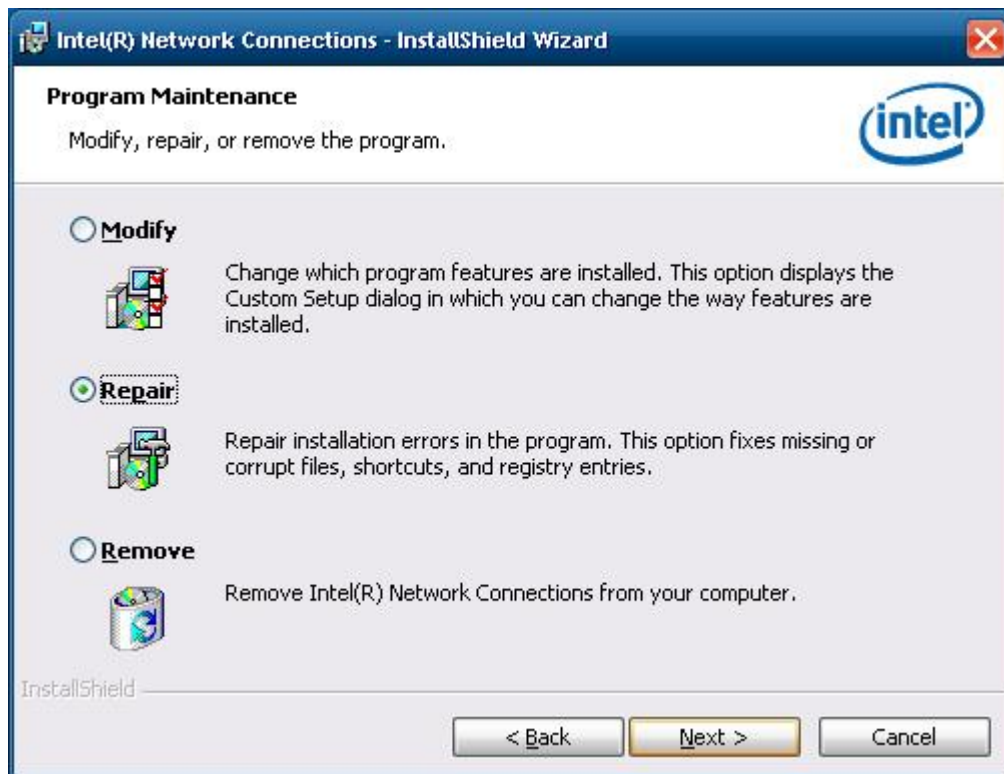 Intel(R) Network Connections - InstallShield Wizard
Program Maintenance
Modify, repair, or remove the program.
intel
Modify
Change which program features are installed. This option displays the
Custom Setup dialog in which you can change the way features are
installed.
Repair
Repair installation errors in the program. This option fixes missing or
corrupt files, shortcuts, and registry entries.
Remove
Remove Intel(R) Network Connections from your computer.
InstallShield
< Back
Next >
Cancel